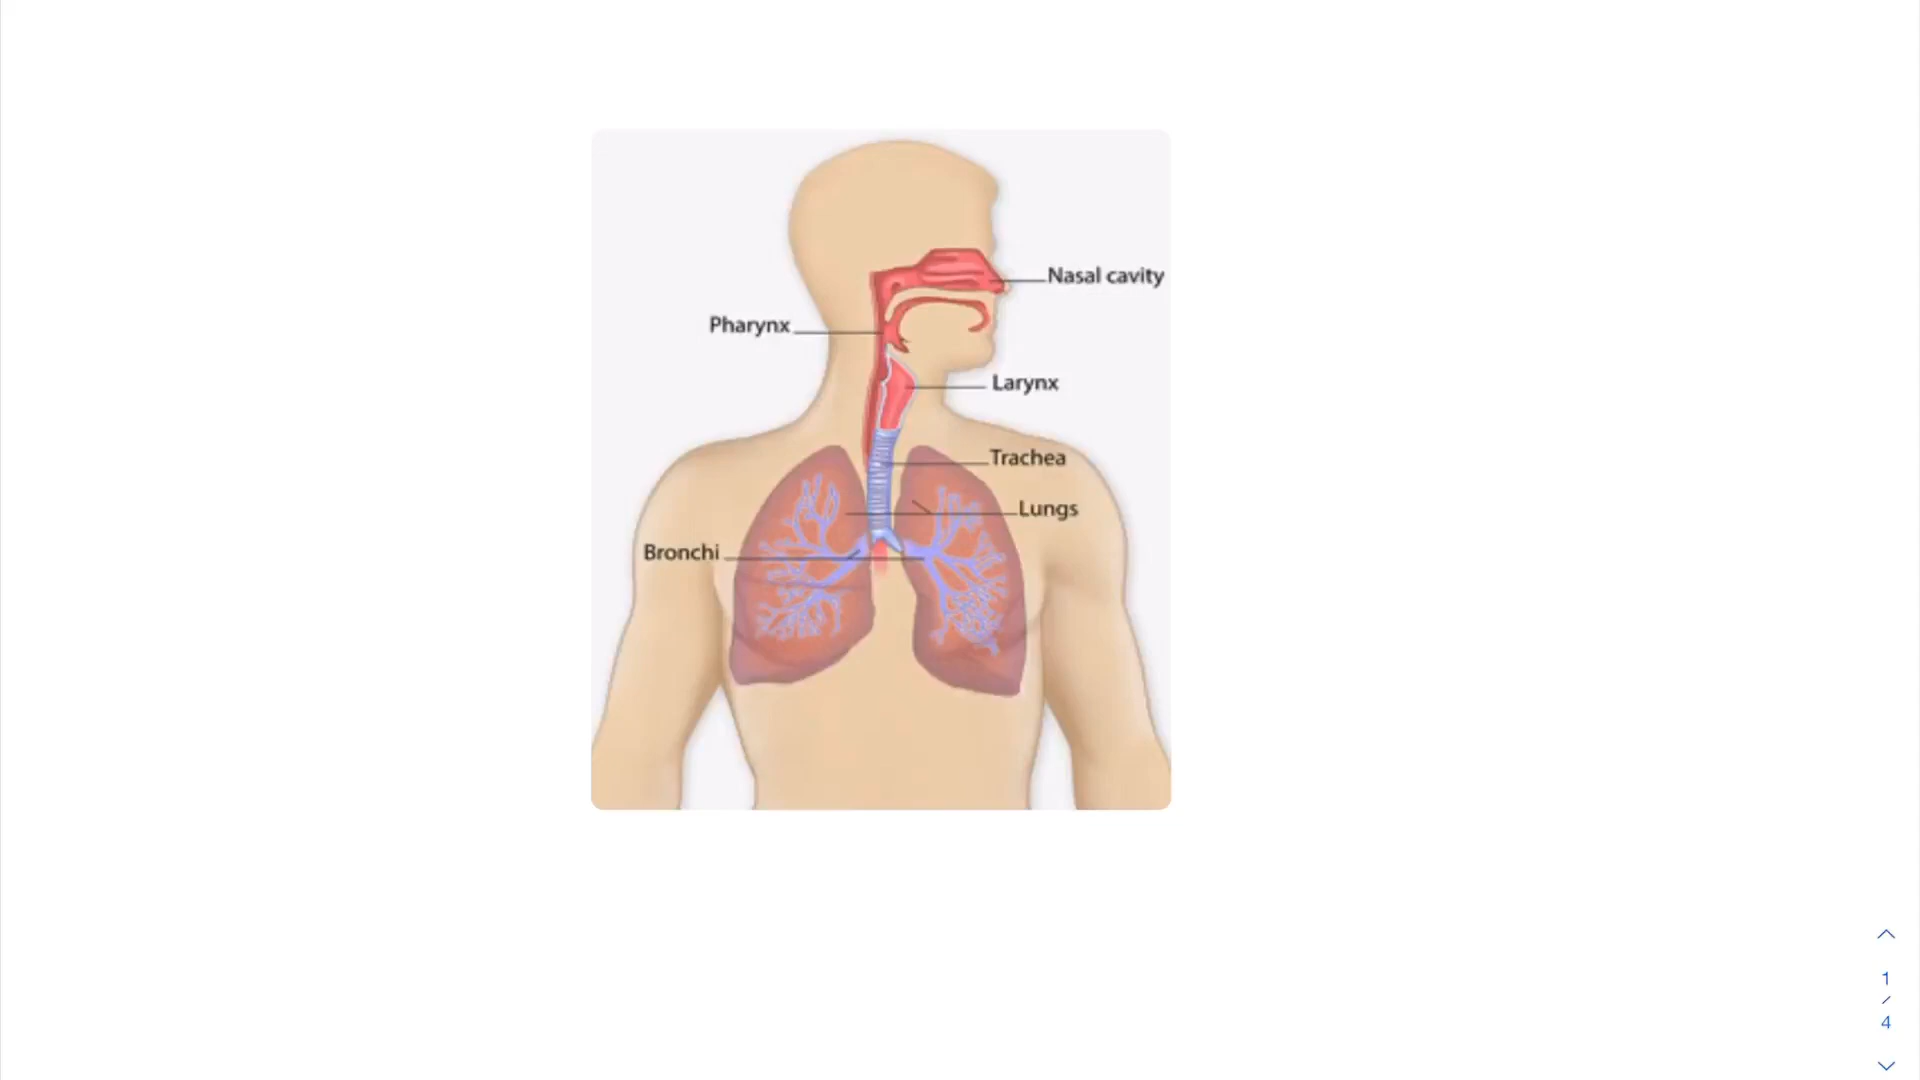 Nasal cavity
Pharynx
Larynx
Trachea
Lungs
Bronchi
1
/
4